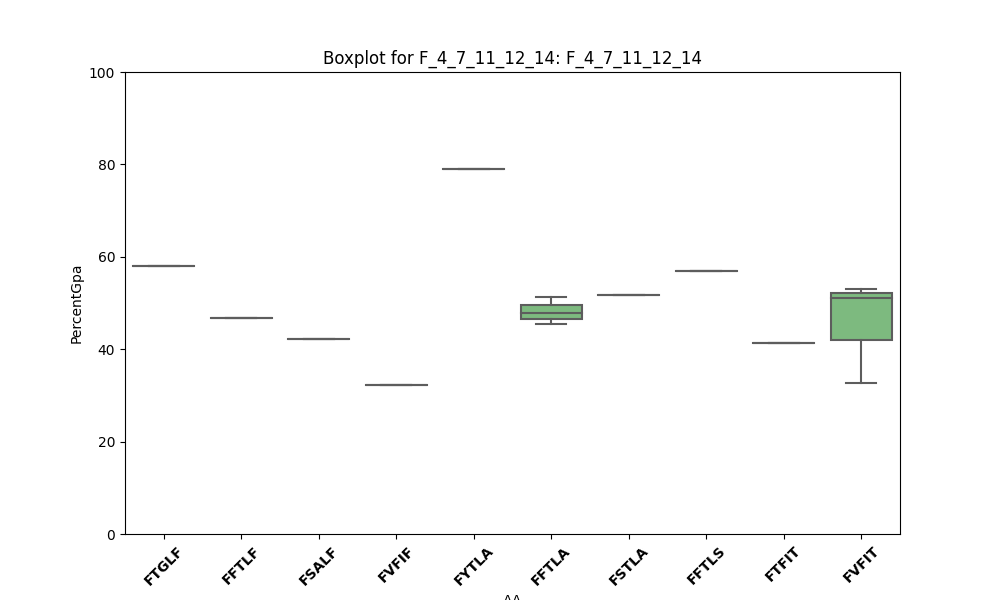 Boxplot for F_4_7_11_12_14: F_4_7_11_12_14
100
80
60
40
20
0
PercentGpa
FTGLF
FFTLF
FSALF
FVFIF
FYTLA
FFTLA
FSTLA
FFTLS
FTFIT
FVFIT
AA